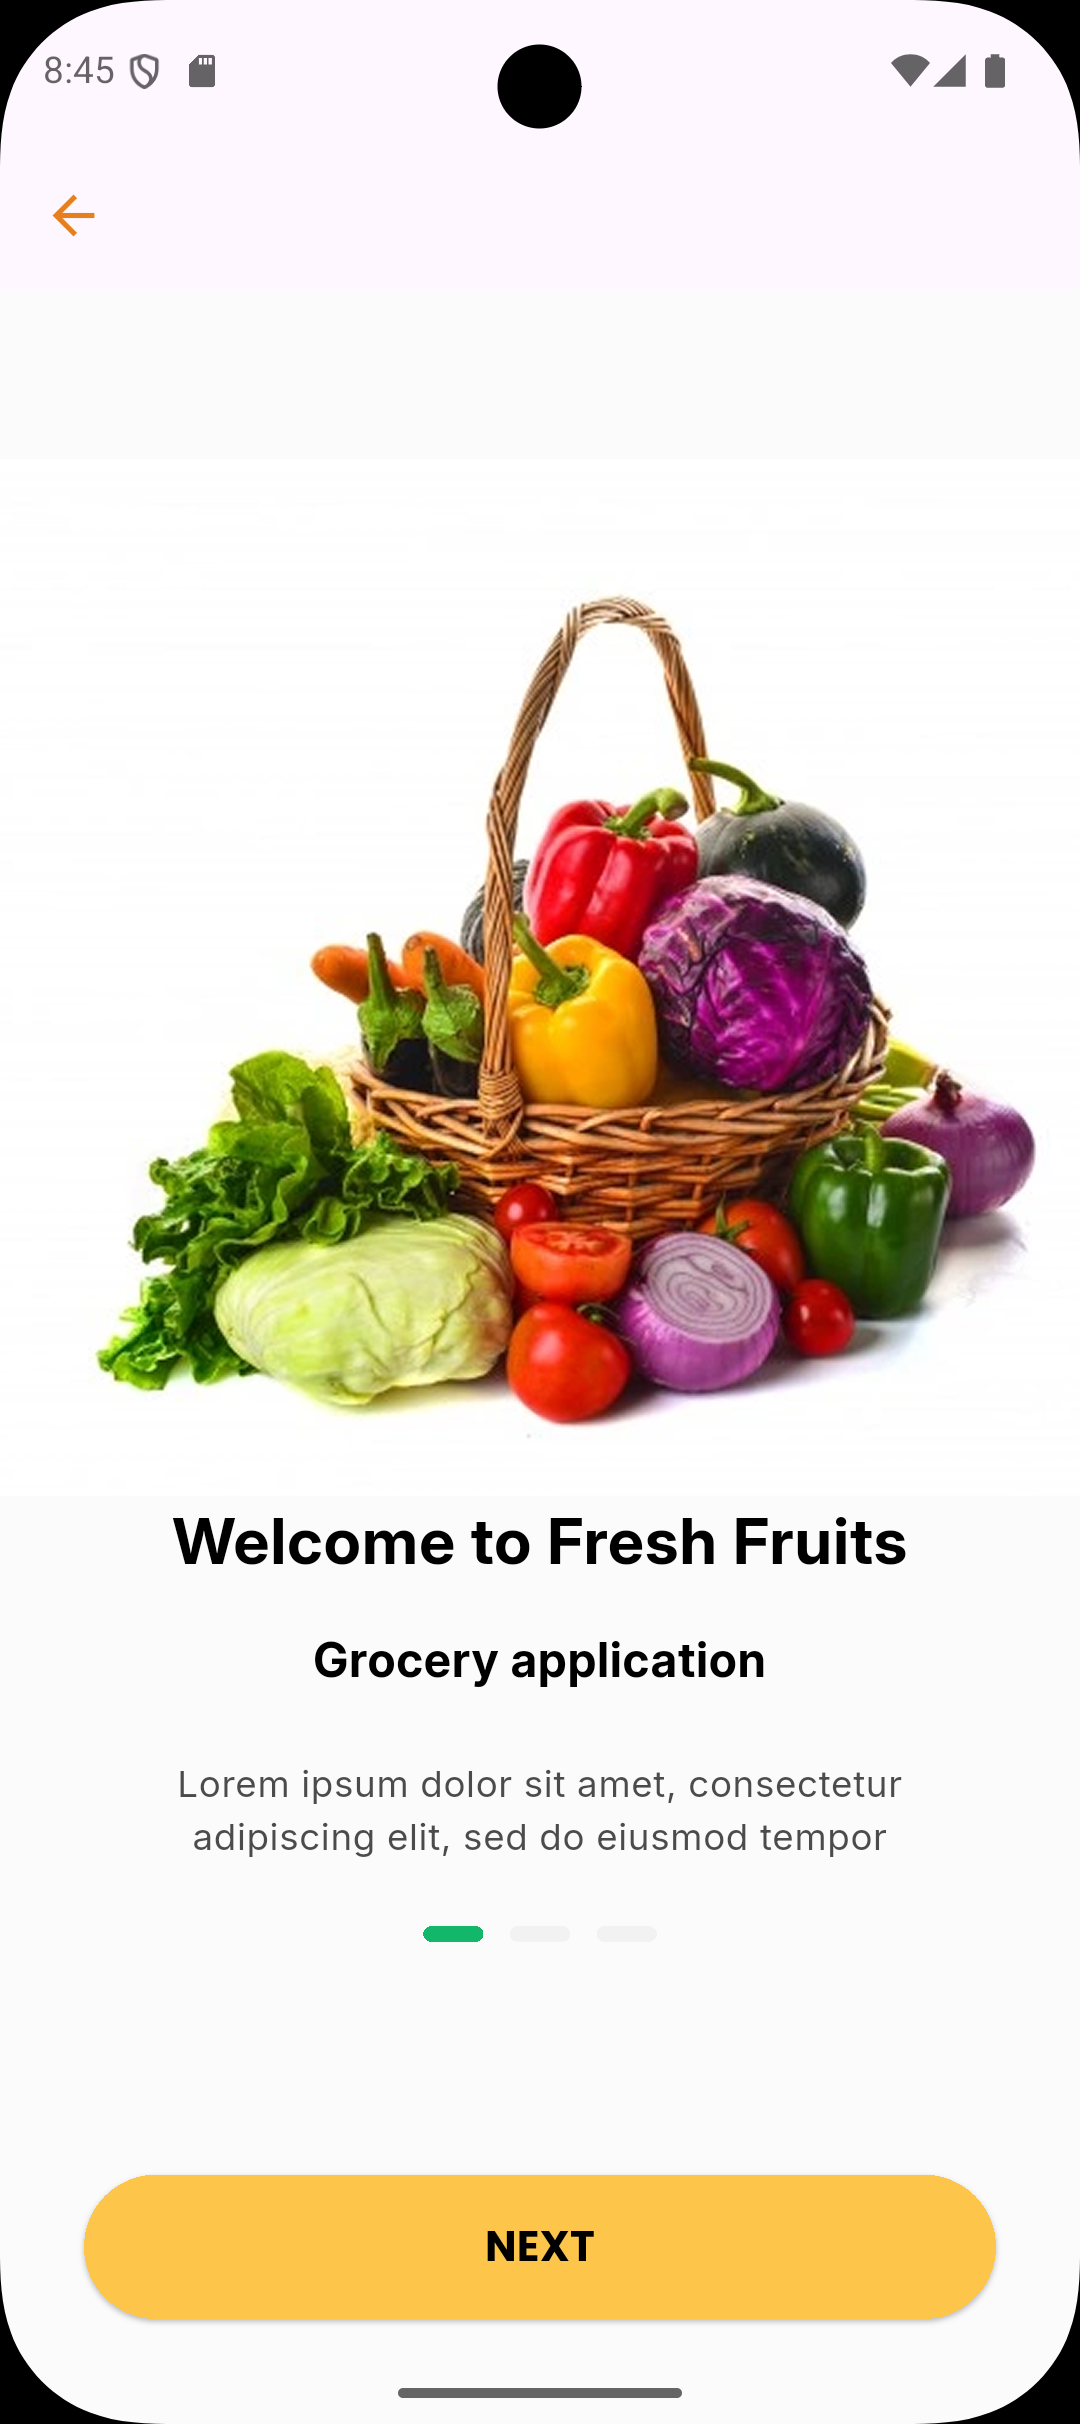 8:45
Welcome to Fresh Fruits
Grocery application
Lorem ipsum dolor sit amet, consectetur
adipiscing elit, sed do eiusmod tempor
NEXT